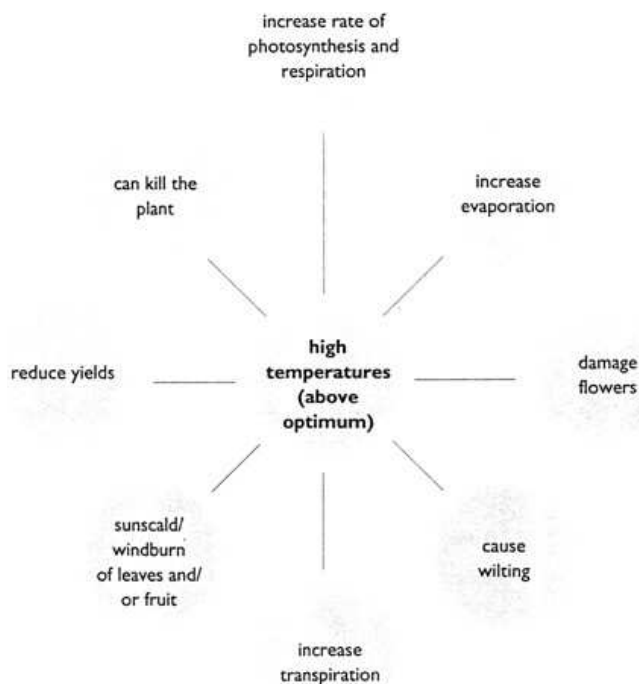 increase rate of
photosynthesis and
respiration
can kill the
plant
increase
evaporation
high
temperatures
(above
optimum)
reduce yields
damage
flowers
sunscald/
windburn
of leaves and/
or fruit
cause
wilting
increase
transpiration